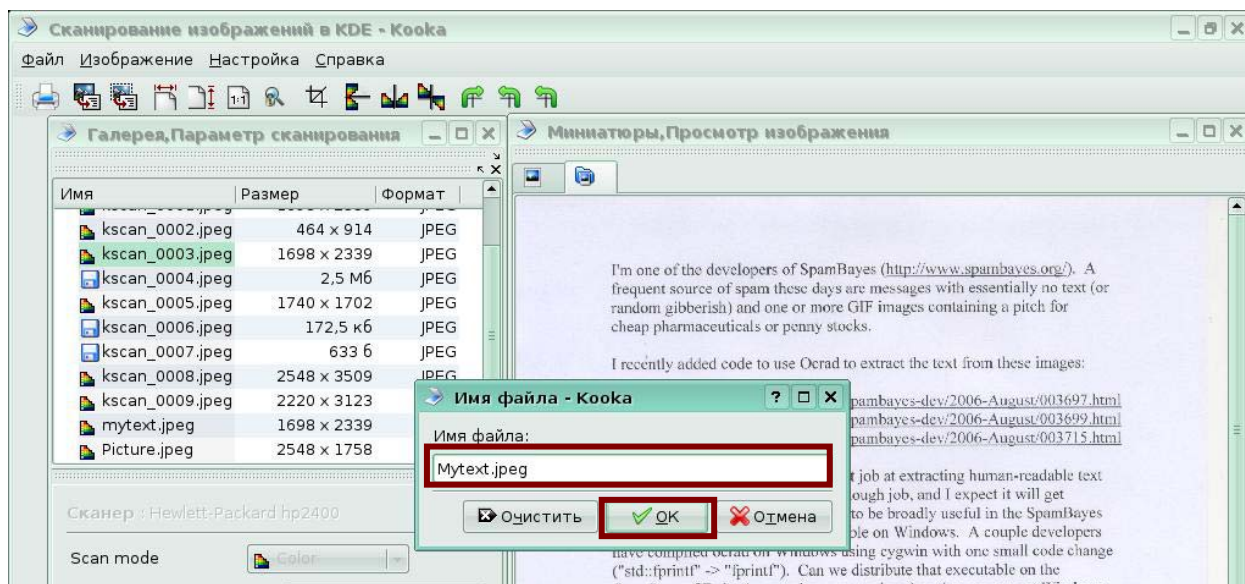 Сканирование изображений в KDE - Kooka
Файл Изображение Настройка Справка
Галерея,Параметр сканирования
Имя Размер Формат
kscan_0002.jpeg 464 x 914 JPEG
kscan_0003.jpeg 1698 x 2339 JPEG
kscan_0004.jpeg 2,5 Мб JPEG
kscan_0005.jpeg 1740 x 1702 JPEG
kscan_0006.jpeg 172,5 кб JPEG
kscan_0007.jpeg 633 б JPEG
kscan_0008.jpeg 2548 x 3509 JPEG
kscan_0009.jpeg 2220 x 3123
mytext.jpeg 1698 x 2339
Picture.jpeg 2548 x 1758
Сканер : Hewlett-Packard hp2400
Scan mode Color
Миниатюры,Просмотр изображения
I'm one of the developers of SpamBayes (http://www.spambayes.org/). A
frequent source of spam these days are messages with essentially no text (or
random gibberish) and one or more GIF images containing a pitch for
cheap pharmaceuticals or penny stocks.
I recently added code to use Ocrad to extract the text from these images:
pambayes-dev/2006-August/003697.html
pambayes-dev/2006-August/003699.html
pambayes-dev/2006-August/003715.html
t job at extracting human-readable text
ough job, and I expect it will get
to be broadly useful in the SpamBayes
ble on Windows. A couple developers
have compiled ocrad on Windows using cygwin with one small code change
("std::fprintf" -> "fprintf"). Can we distribute that executable on the
Имя файла - Kooka
Имя файла:
Mytext.jpeg
Очистить OK Отмена